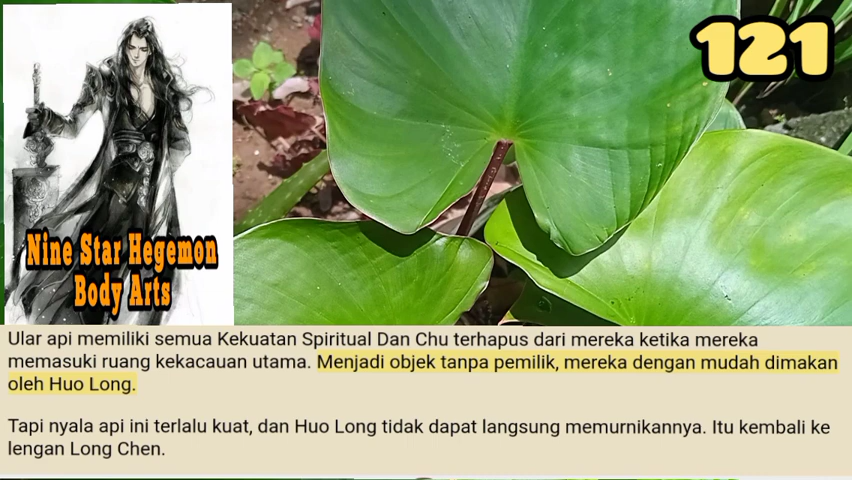 121
Nine Star Hegemon
Body Arts
Ular api memiliki semua Kekuatan Spiritual Dan Chu terhapus dari mereka ketika mereka
memasuki ruang kekacauan utama. Menjadi objek tanpa pemilik, mereka dengan mudah dimakan
oleh Huo Long.
Tapi nyala api ini terlalu kuat, dan Huo Long tidak dapat langsung memurnikannya. Itu kembali ke
lengan Long Chen.